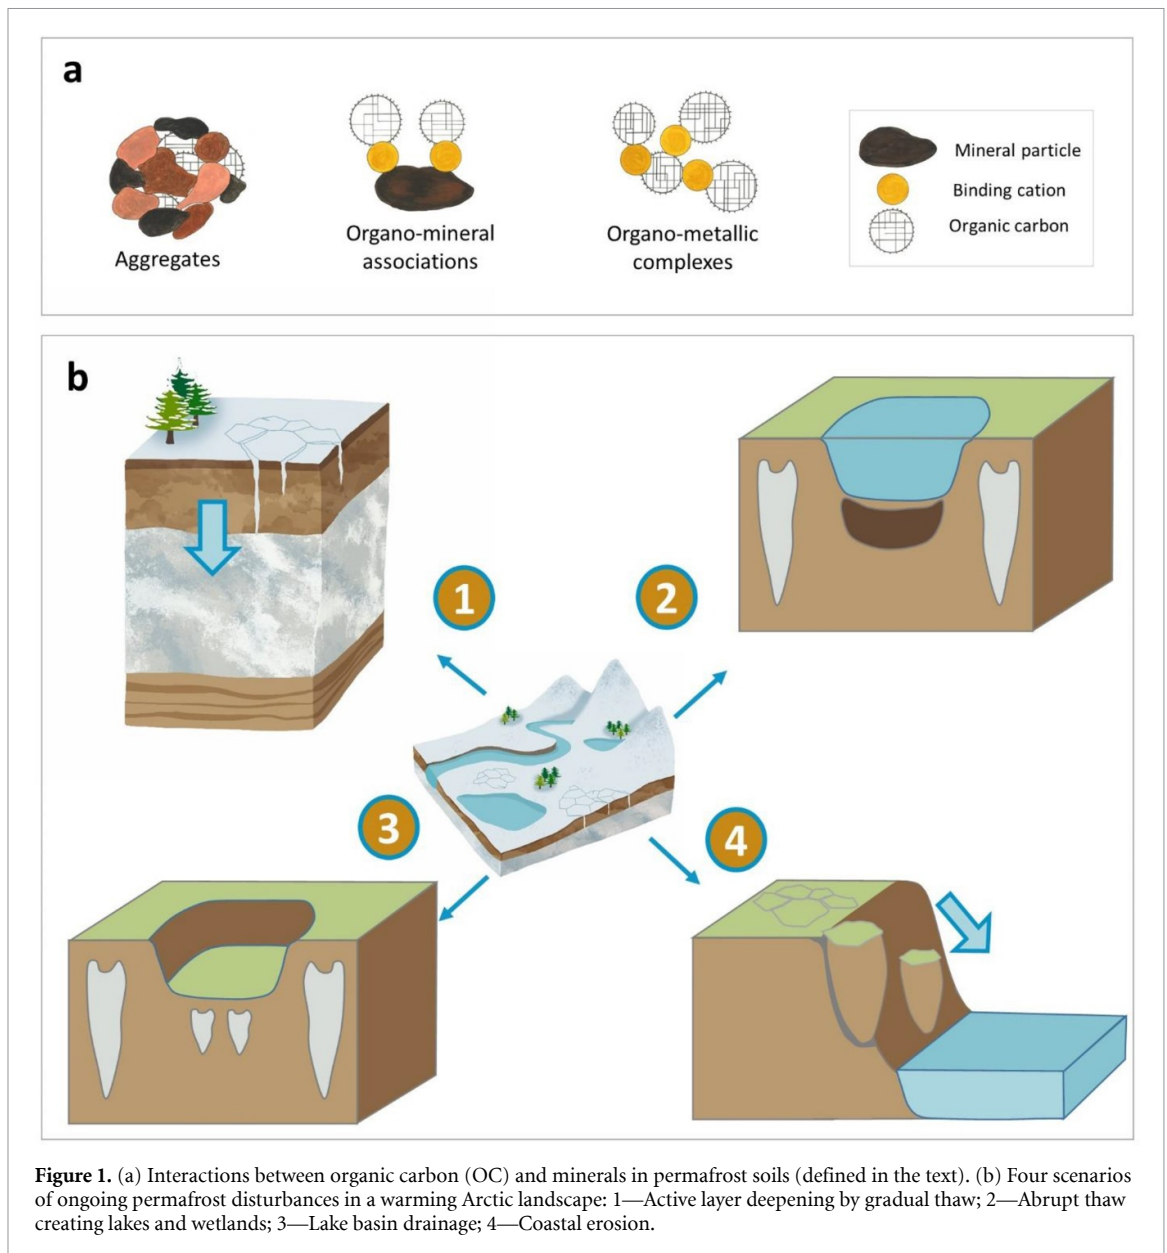 a
Aggregates
Organo-mineral
associations
Organo-metallic
complexes
Mineral particle
Binding cation
Organic carbon
b
1
2
3
4
Figure 1. (a) Interactions between organic carbon (OC) and minerals in permafrost soils (defined in the text). (b) Four scenarios
of ongoing permafrost disturbances in a warming Arctic landscape: 1—Active layer deepening by gradual thaw; 2—Abrupt thaw
creating lakes and wetlands; 3—Lake basin drainage; 4—Coastal erosion.